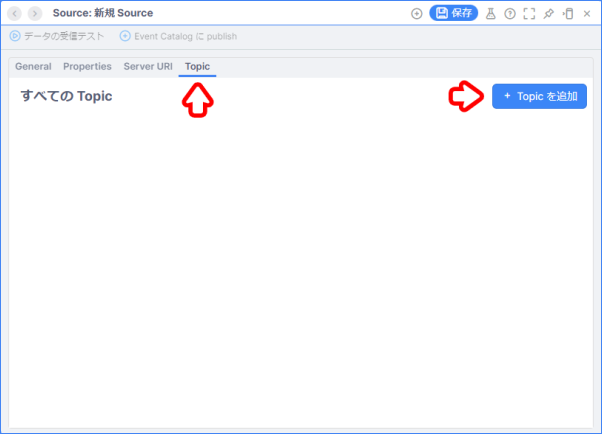 Source: 新規 Source
保存
データの受信テスト
Event Catalog に publish
General Properties Server URI Topic
すべての Topic
+ Topic を追加